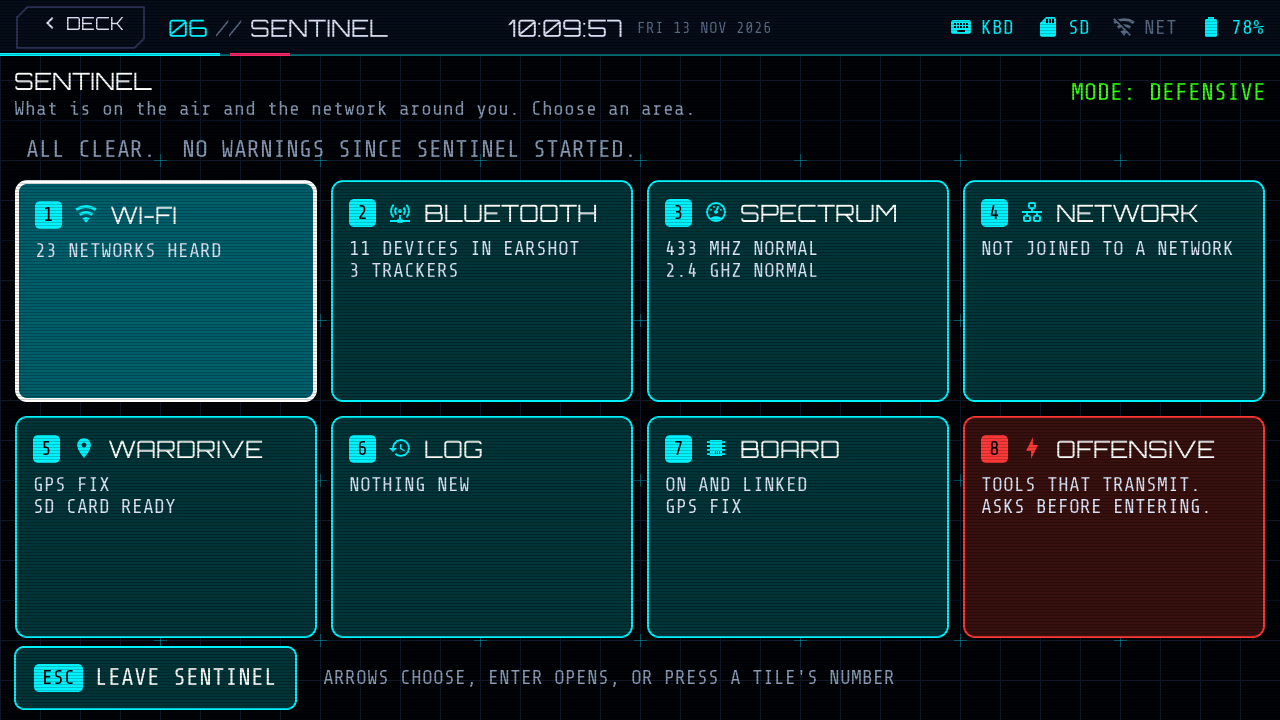 DECK
06 // SENTINEL
10:09:57 FRI 13 NOV 2026
KBD SD NET 78%
SENTINEL
What is on the air and the network around you. Choose an area.
MODE: DEFENSIVE
ALL CLEAR. NO WARNINGS SINCE SENTINEL STARTED.
1 WI-FI
23 NETWORKS HEARD
2 BLUETOOTH
11 DEVICES IN EARSHOT
3 TRACKERS
3 SPECTRUM
433 MHZ NORMAL
2.4 GHZ NORMAL
4 NETWORK
NOT JOINED TO A NETWORK
5 WARDRIVE
GPS FIX
SD CARD READY
6 LOG
NOTHING NEW
7 BOARD
ON AND LINKED
GPS FIX
8 OFFENSIVE
TOOLS THAT TRANSMIT.
ASKS BEFORE ENTERING.
ESC LEAVE SENTINEL
ARROWS CHOOSE, ENTER OPENS, OR PRESS A TILE'S NUMBER